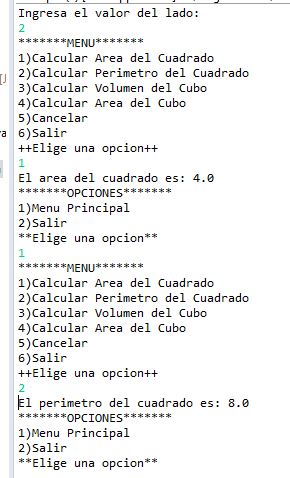 Ingresa el valor del lado:
2
*******MENU*******
1)Calcular Area del Cuadrado
2)Calcular Perimetro del Cuadrado
3)Calcular Volumen del Cubo
4)Calcular Area del Cubo
5)Cancelar
6)Salir
++Elige una opcion++
1
El area del cuadrado es: 4.0
*******OPCIONES*******
1)Menu Principal
2)Salir
**Elige una opcion**
1
*******MENU*******
1)Calcular Area del Cuadrado
2)Calcular Perimetro del Cuadrado
3)Calcular Volumen del Cubo
4)Calcular Area del Cubo
5)Cancelar
6)Salir
++Elige una opcion++
2
El perimetro del cuadrado es: 8.0
*******OPCIONES*******
1)Menu Principal
2)Salir
**Elige una opcion**